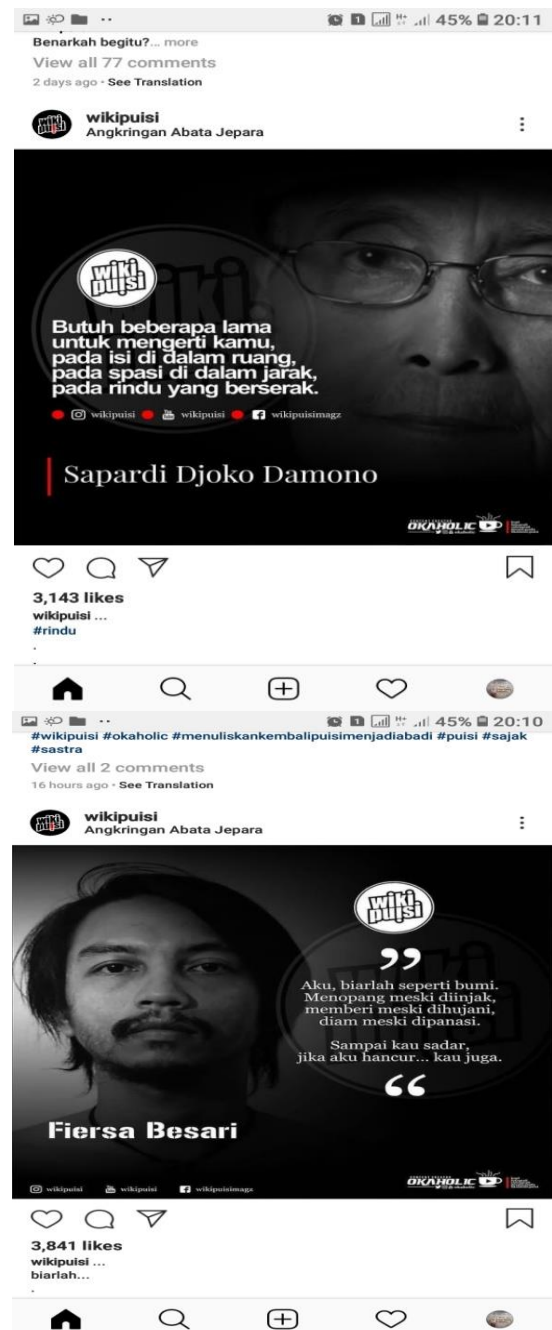 45% 20:11
Benarkah begitu?... more
View all 77 comments
2 days ago · See Translation
wikipuisi
Angkringan Abata Jepara
wiki
puisi
Butuh beberapa lama
untuk mengerti kamu,
pada isi di dalam ruang,
pada spasi di dalam jarak,
pada rindu yang berserak.
wikipuisi wikipuisi wikipuisimagz
Sapardi Djoko Damono
OKAHOLIC
3,143 likes
wikipuisi ...
#rindu
.
.
45% 20:10
#wikipuisi #okaholic #menuliskankembalipuisimenjadiabadi #puisi #sajak
#sastra
View all 2 comments
16 hours ago · See Translation
wikipuisi
Angkringan Abata Jepara
wiki
puisi
”
Aku, biarlah seperti bumi.
Menopang meski diinjak,
memberi meski dihujani,
diam meski dipanasi.
Sampai kau sadar,
jika aku hancur... kau juga.
“
Fiersa Besari
wikipuisi wikipuisi wikipuisimagz
OKAHOLIC
3,841 likes
wikipuisi ...
biarlah...
.